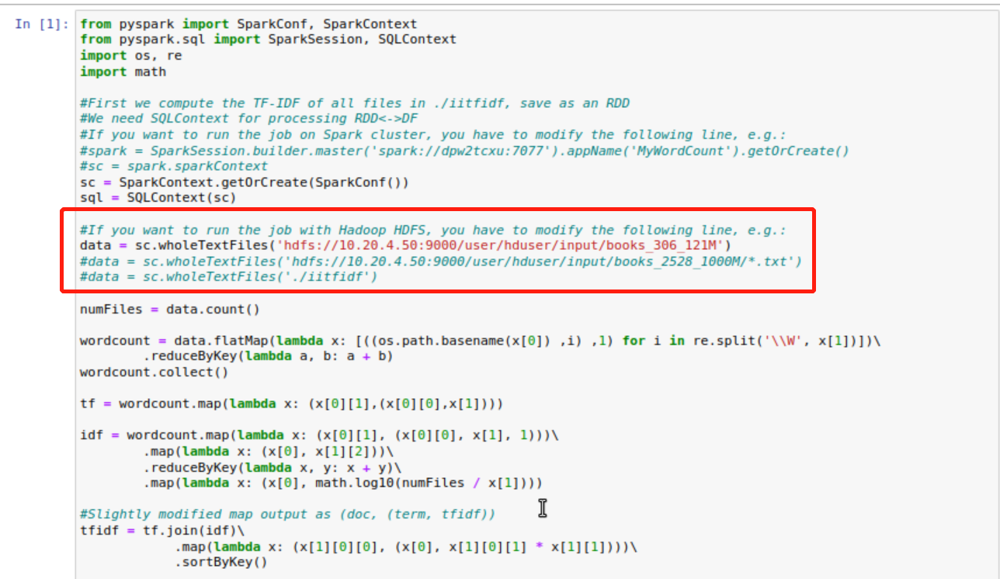 In [1]: from pyspark import SparkConf, SparkContext
from pyspark.sql import SparkSession, SQLContext
import os, re
import math
#First we compute the TF-IDF of all files in ./iitfidf, save as an RDD
#We need SQLContext for processing RDD<->DF
#If you want to run the job on Spark cluster, you have to modify the following line, e.g.:
#spark = SparkSession.builder.master('spark://dpw2tcxu:7077').appName('MyWordCount').getOrCreate()
#sc = spark.sparkContext
sc = SparkContext.getOrCreate(SparkConf())
sql = SQLContext(sc)
#If you want to run the job with Hadoop HDFS, you have to modify the following line, e.g.:
data = sc.wholeTextFiles('hdfs://10.20.4.50:9000/user/hduser/input/books_306_121M')
#data = sc.wholeTextFiles('hdfs://10.20.4.50:9000/user/hduser/input/books_2528_1000M/*.txt')
#data = sc.wholeTextFiles('./iitfidf')
numFiles = data.count()
wordcount = data.flatMap(lambda x: [((os.path.basename(x[0]) ,i) ,1) for i in re.split('\\W', x[1])])\
.reduceByKey(lambda a, b: a + b)
wordcount.collect()
tf = wordcount.map(lambda x: (x[0][1],(x[0][0],x[1])))
idf = wordcount.map(lambda x: (x[0][1], (x[0][0], x[1], 1)))\
.map(lambda x: (x[0], x[1][2]))\
.reduceByKey(lambda x, y: x + y)\
.map(lambda x: (x[0], math.log10(numFiles / x[1])))
#Slightly modified map output as (doc, (term, tfidf))
tfidf = tf.join(idf)\
.map(lambda x: (x[1][0][0], (x[0], x[1][0][1] * x[1][1])))\
.sortByKey()